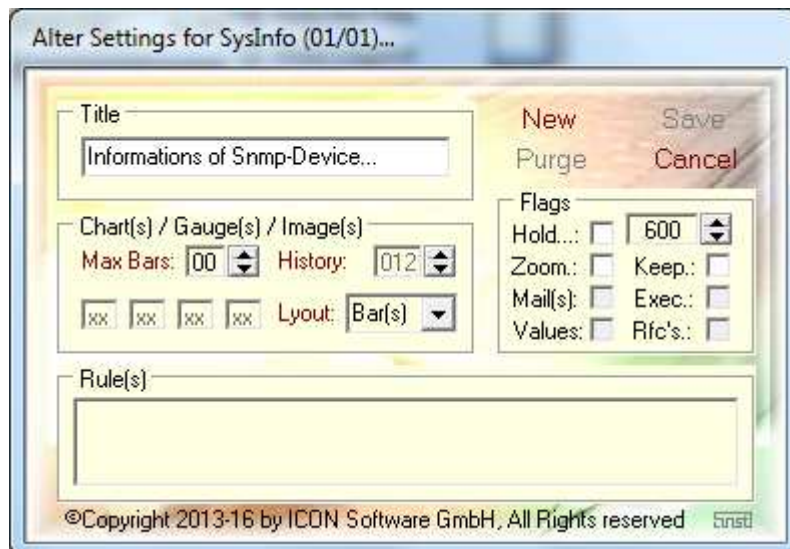 Alter Settings for SysInfo (01/01)...
Title
New Save
Informations of Snmp-Device...
Purge Cancel
Chart(s) / Gauge(s) / Image(s)
Max Bars: 00 History: 012
xx xx xx xx Lyout: Bar(s)
Flags
Hold...: 600
Zoom.: Keep.:
Mail(s): Exec.:
Values: Rfc's.:
Rule(s)
©Copyright 2013-16 by ICON Software GmbH, All Rights reserved